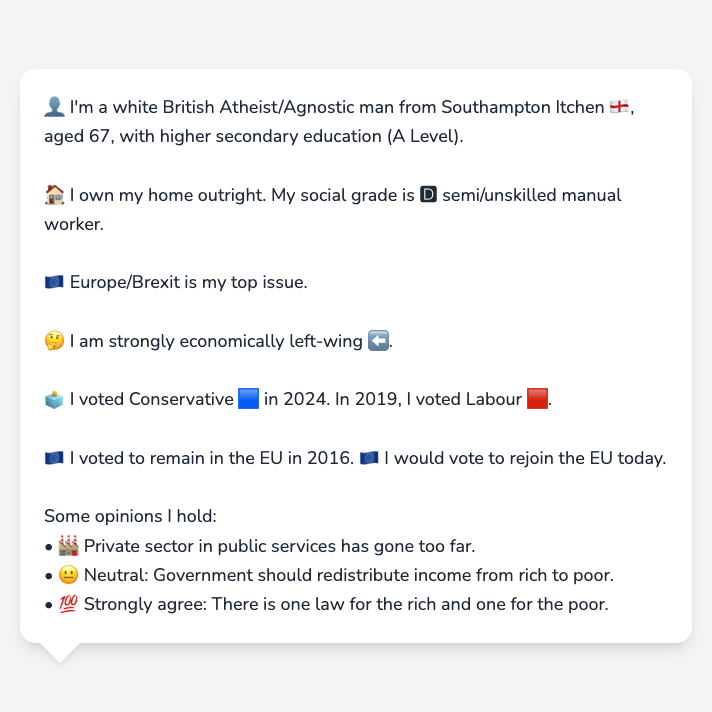 👤 I'm a white British Atheist/Agnostic man from Southampton Itchen 🏴󠁧󠁢󠁥󠁮󠁧󠁿,
aged 67, with higher secondary education (A Level).
🏠 I own my home outright. My social grade is 🅳 semi/unskilled manual
worker.
🇪🇺 Europe/Brexit is my top issue.
🤔 I am strongly economically left-wing ⬅️.
🗳️ I voted Conservative 🟦 in 2024. In 2019, I voted Labour 🟥.
🇪🇺 I voted to remain in the EU in 2016. 🇪🇺 I would vote to rejoin the EU today.
Some opinions I hold:
• 🏭 Private sector in public services has gone too far.
• 😐 Neutral: Government should redistribute income from rich to poor.
• 💯 Strongly agree: There is one law for the rich and one for the poor.